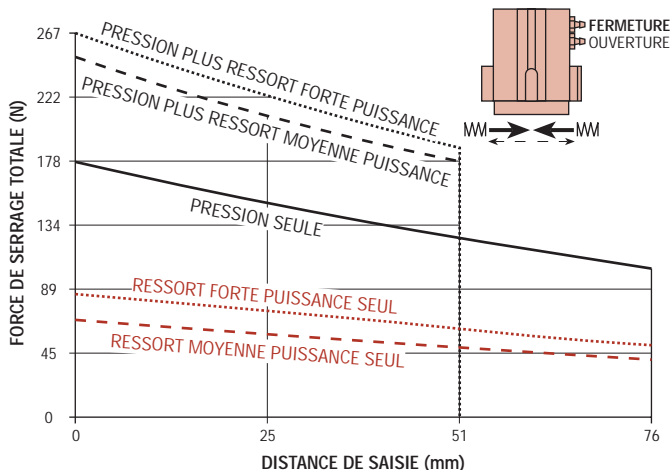 FORCE DE SERRAGE TOTALE (N)
267
222
178
134
89
45
0
PRESSION PLUS RESSORT FORTE PUISSANCE
PRESSION PLUS RESSORT MOYENNE PUISSANCE
PRESSION SEULE
RESSORT FORTE PUISSANCE SEUL
RESSORT MOYENNE PUISSANCE SEUL
FERMETURE
OUVERTURE
0
25
51
76
DISTANCE DE SAISIE (mm)